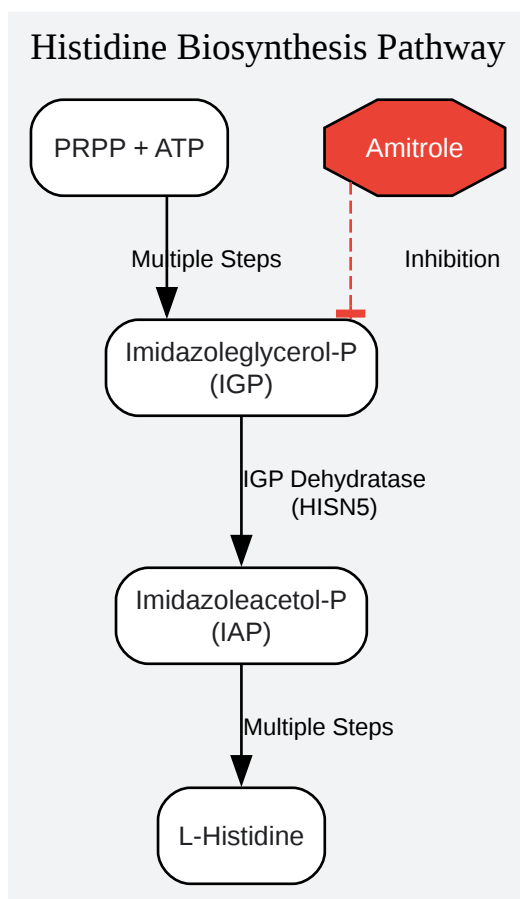 Histidine Biosynthesis Pathway
PRPP + ATP
Amitrole
Multiple Steps
Inhibition
Imidazoleglycerol-P
(IGP)
IGP Dehydratase
(HISN5)
Imidazoleacetol-P
(IAP)
Multiple Steps
L-Histidine